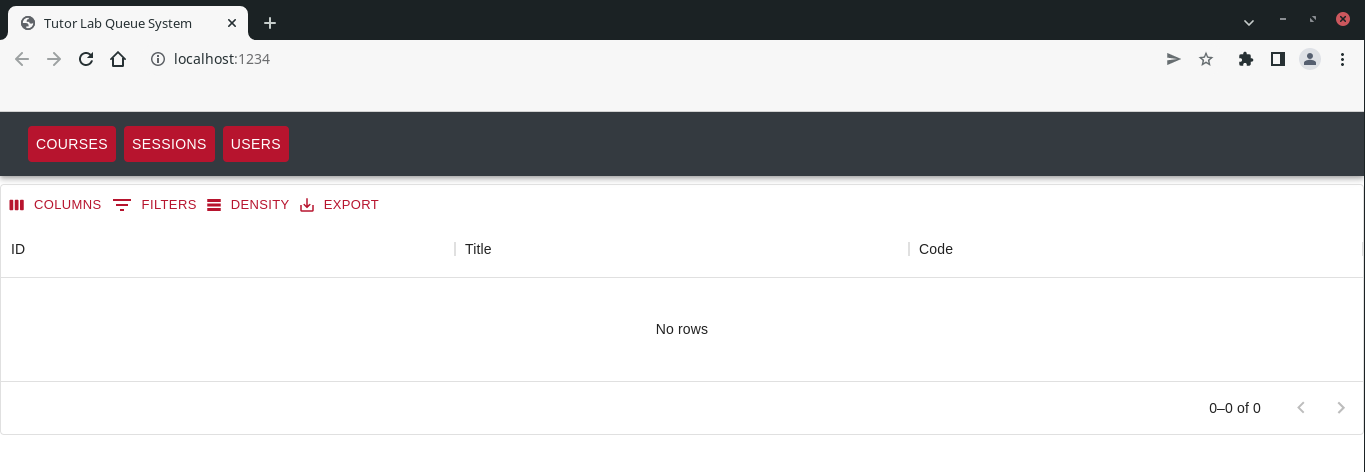 Tutor Lab Queue System
localhost:1234
COURSES SESSIONS USERS
COLUMNS FILTERS DENSITY EXPORT
ID Title Code
No rows
0–0 of 0